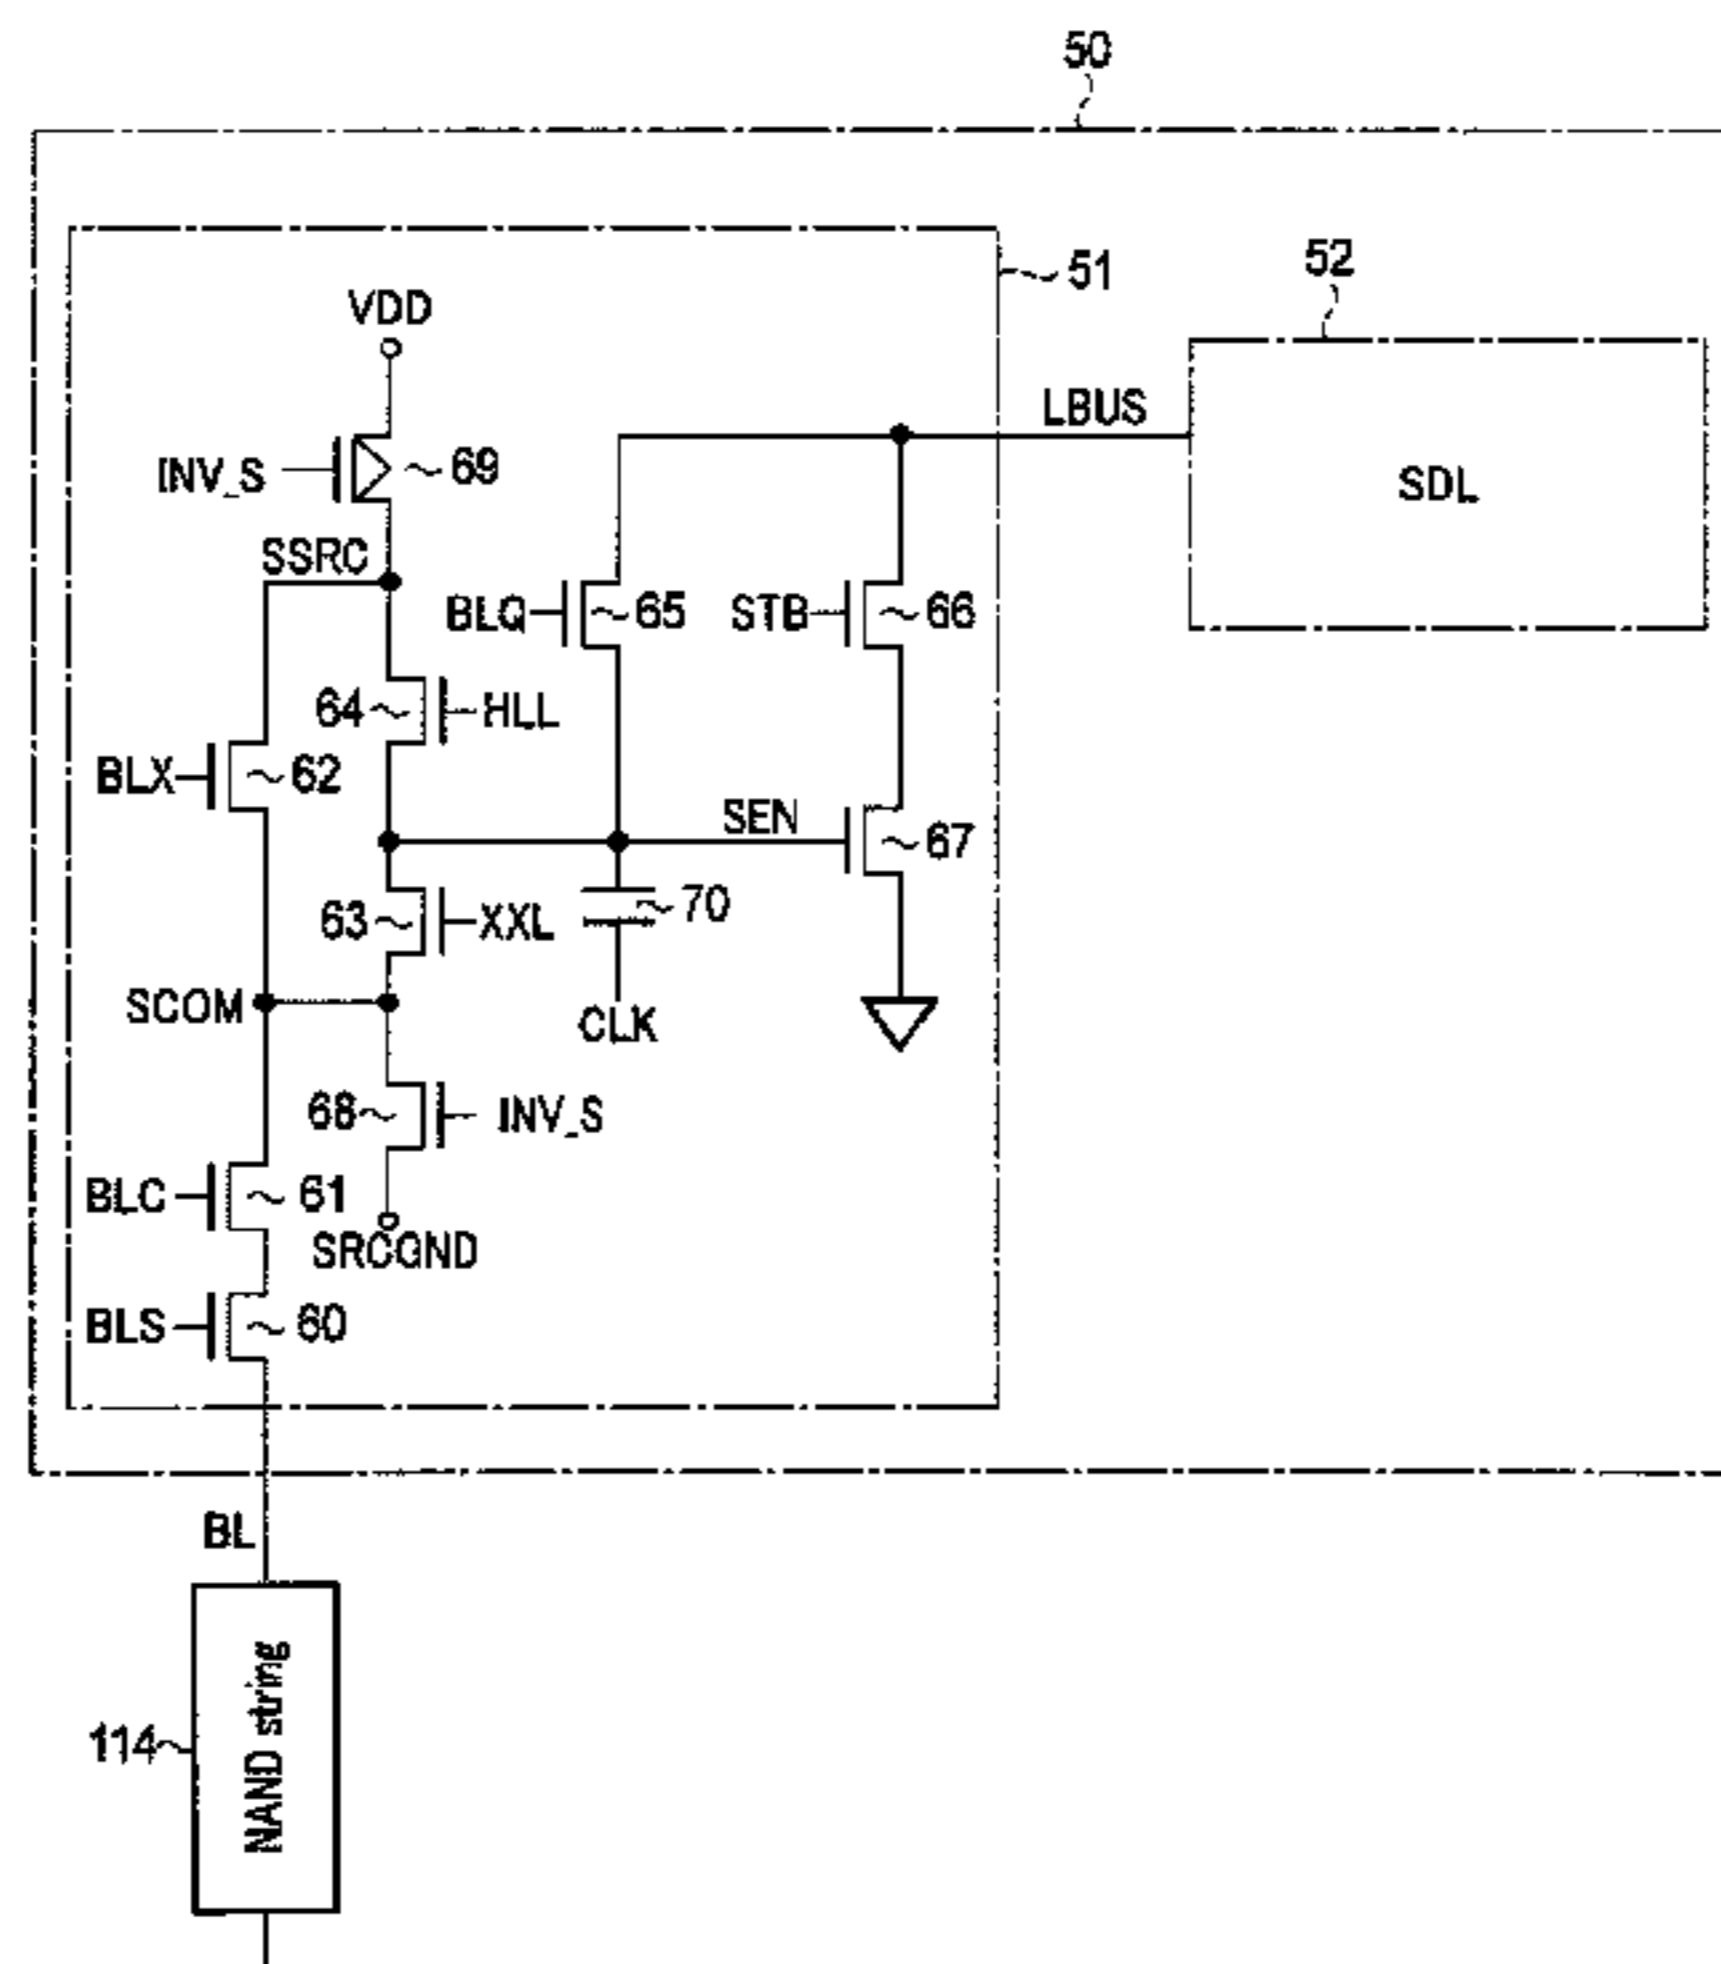 50
51
52
VDD
LBUS
INV_S
69
SDL
SSRC
BLQ
65
STB
66
64
HLL
BLX
62
SEN
67
70
63
XXL
SCOM
CLK
68
INV_S
BLC
61
SRCGND
BLS
60
BL
NAND string
114